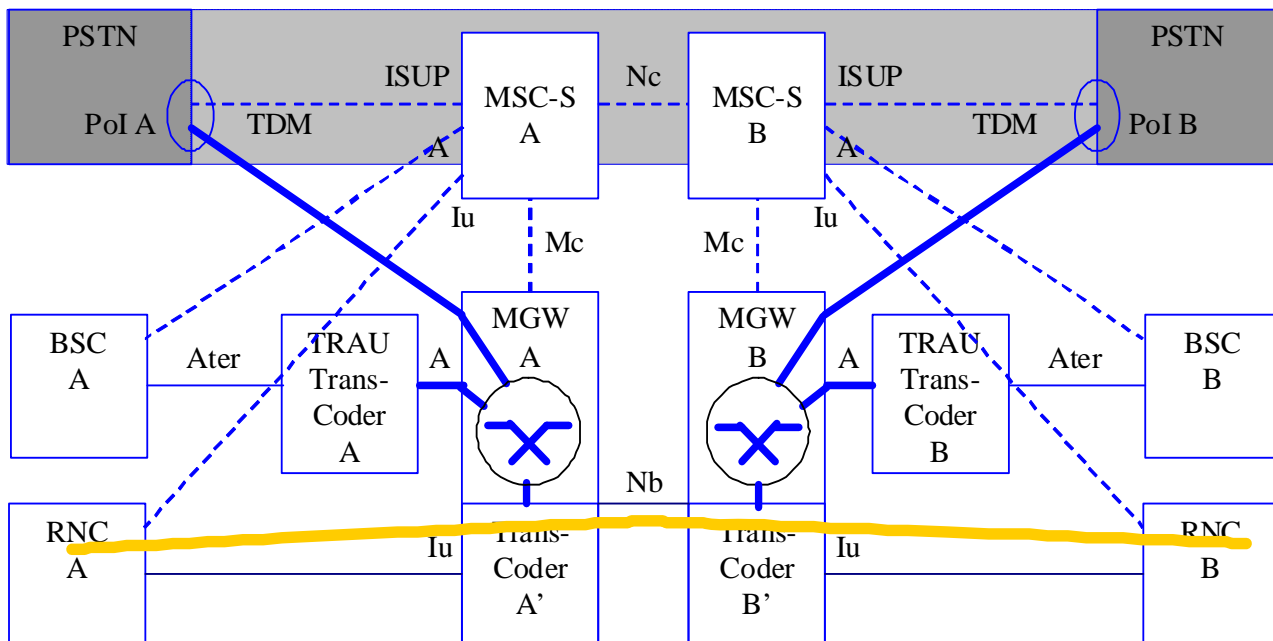 PSTN
PSTN
ISUP
MSC-S
A
Nc
MSC-S
B
ISUP
PoI A
TDM
TDM
PoI B
A
A
Iu
Iu
Mc
Mc
BSC
A
Ater
TRAU
Trans-
Coder
A
A
MGW
A
MGW
B
A
TRAU
Trans-
Coder
B
Ater
BSC
B
Nb
RNC
A
Iu
Trans-
Coder
A’
Trans-
Coder
B’
Iu
RNC
B